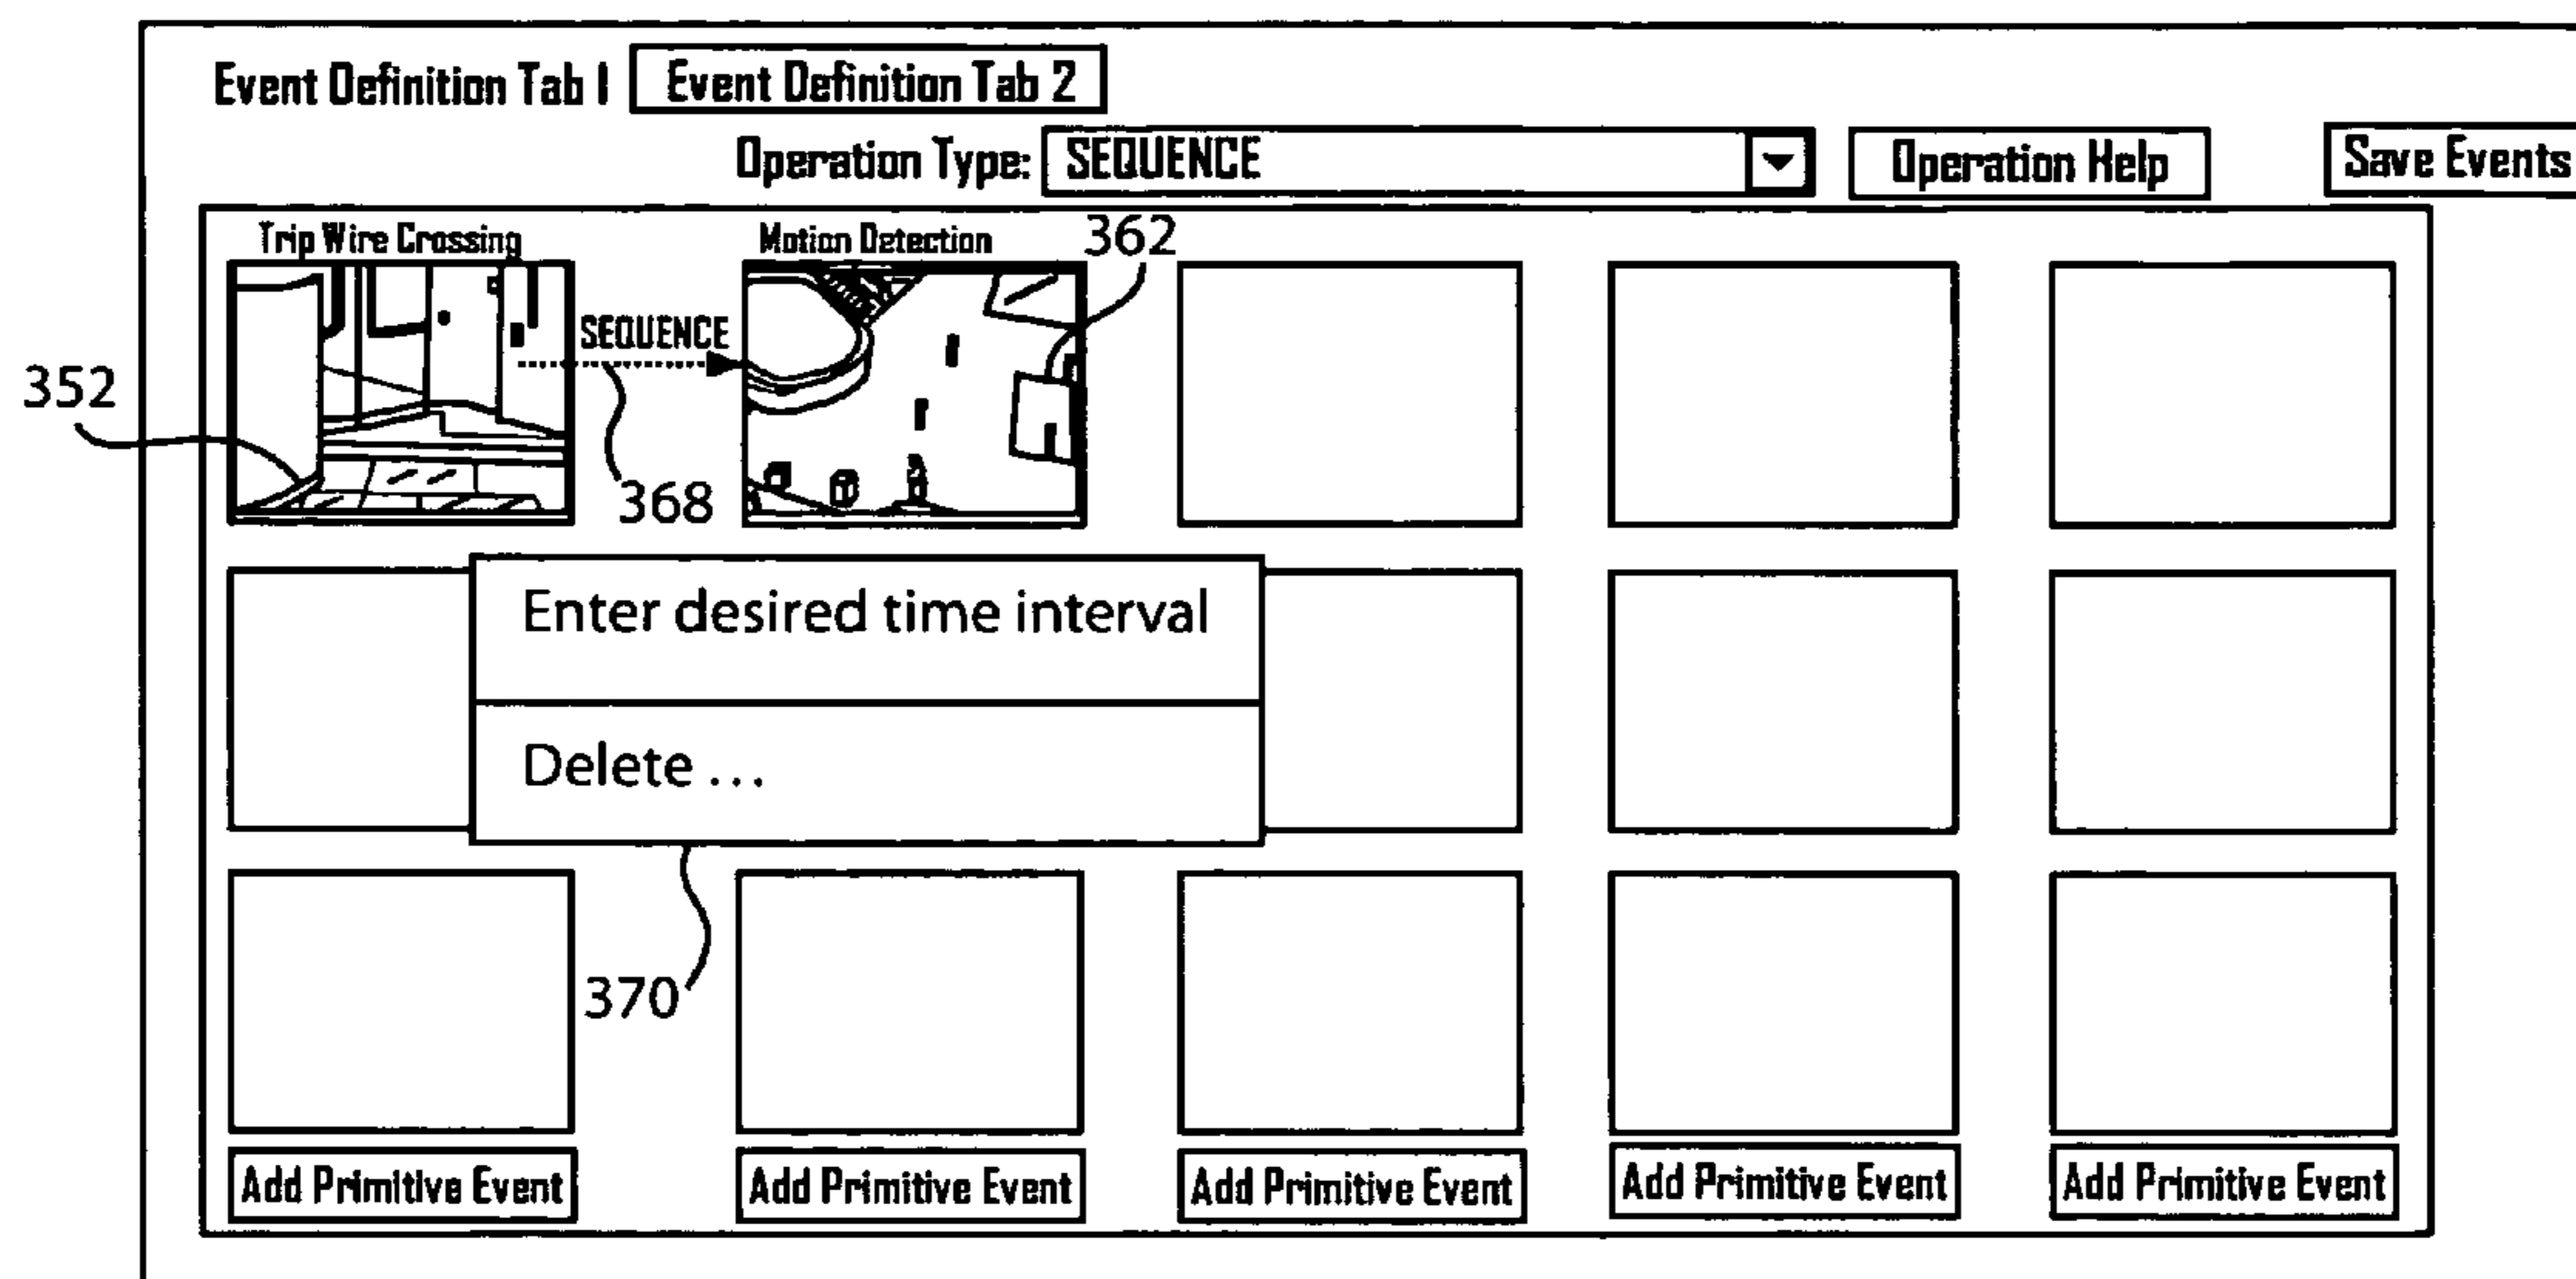 Event Definition Tab 1 Event Definition Tab 2
Operation Type: SEQUENCE Operation Help Save Events
Trip Wire Crossing Motion Detection 362
SEQUENCE
352
368
Enter desired time interval
Delete ...
370
Add Primitive Event Add Primitive Event Add Primitive Event Add Primitive Event Add Primitive Event